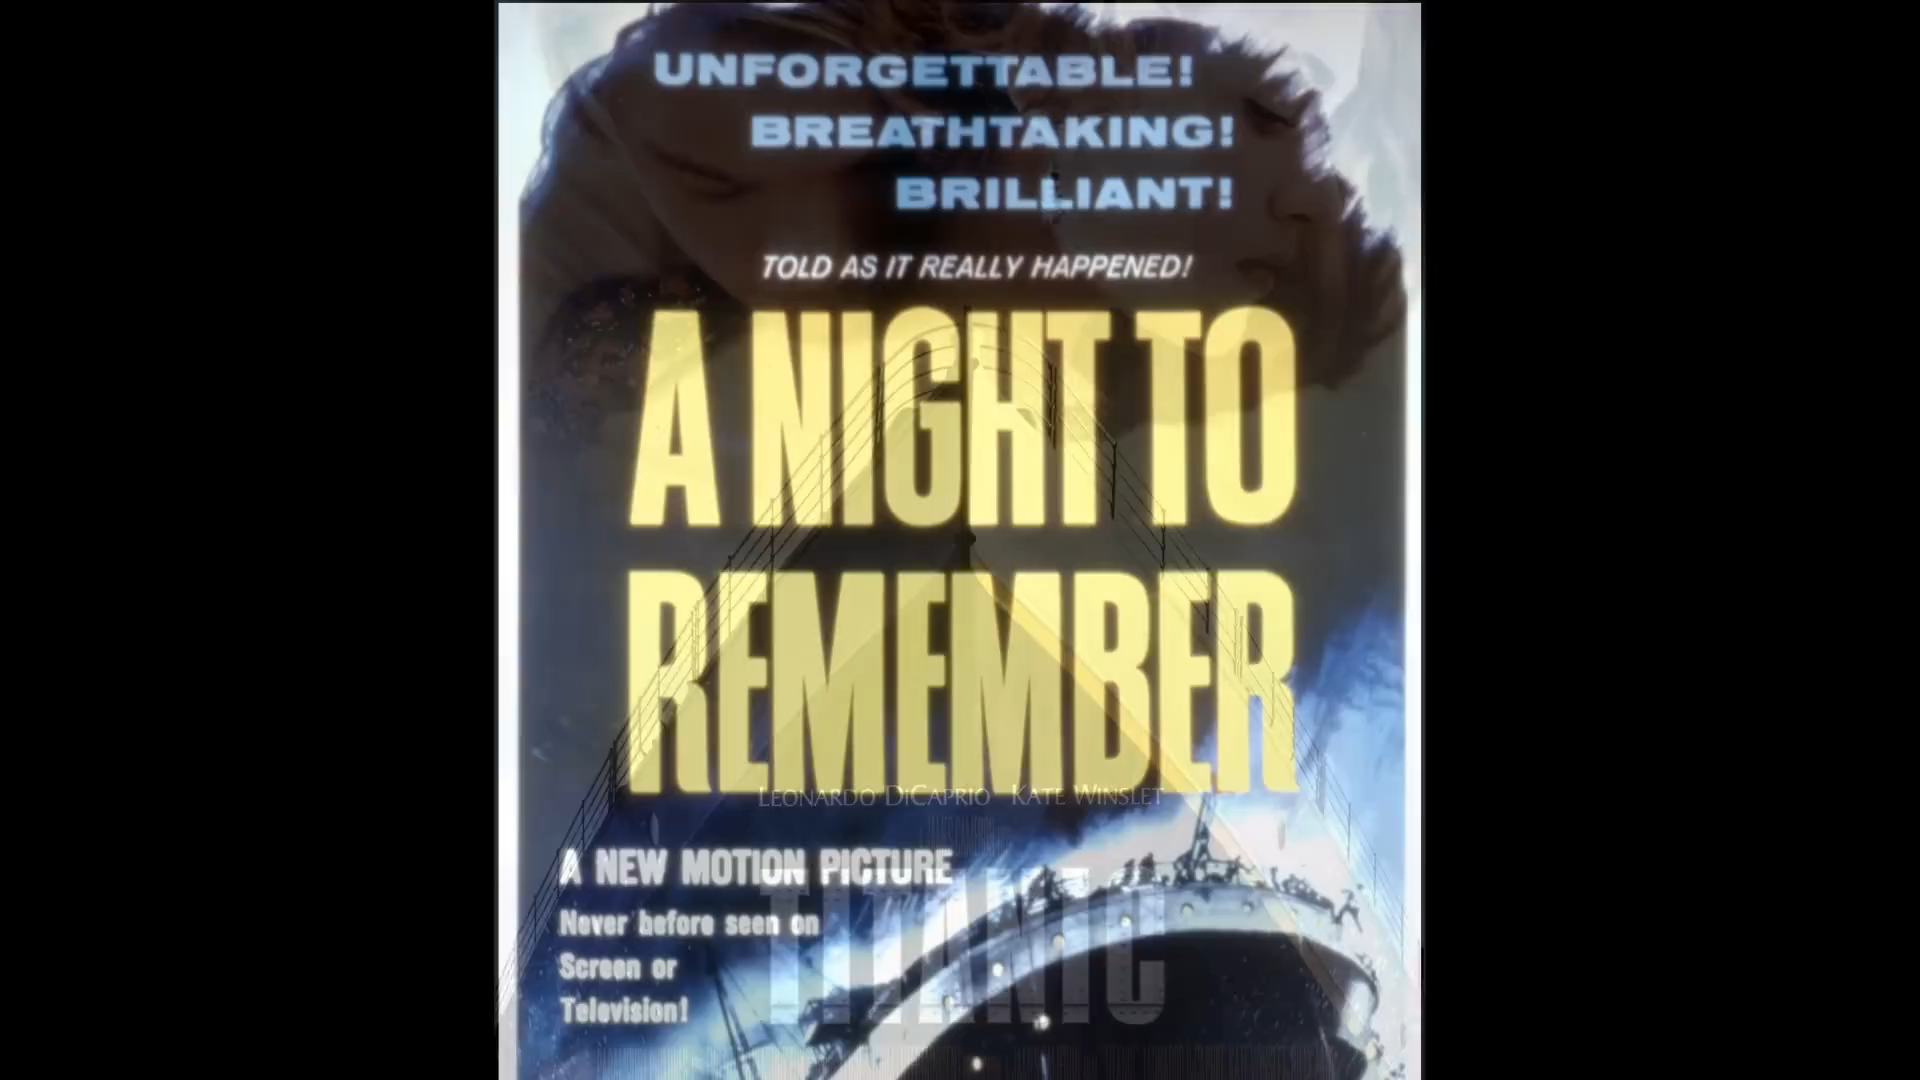 UNFORGETTABLE!
BREATHTAKING!
BRILLIANT!
TOLD AS IT REALLY HAPPENED!
A NIGHT TO
REMEMBER
LEONARDO DICAPRIO KATE WINSLET
A NEW MOTION PICTURE
TITANIC
Never before seen on
Screen or
Television!